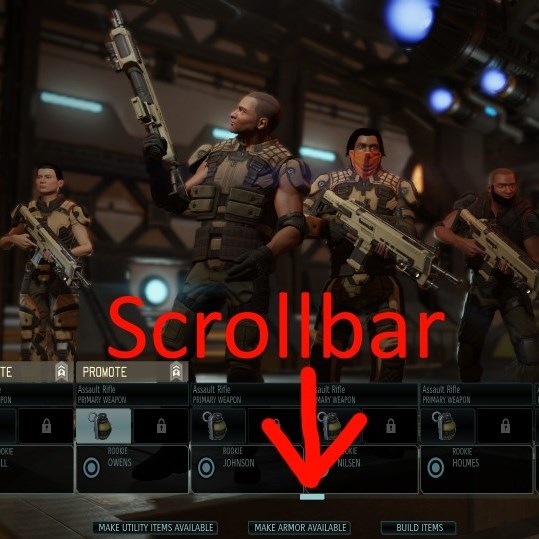 Scrollbar
TE
PROMOTE
Assault Rifle
PRIMARY WEAPON
Assault Rifle
PRIMARY WEAPON
Assault Rifle
PRIMARY WEAPON
Assault Rifle
PRIMARY WEAPON
ROOKIE
OWENS
ROOKIE
JOHNSON
ROOKIE
NILSEN
ROOKIE
HOLMES
MAKE UTILITY ITEMS AVAILABLE
MAKE ARMOR AVAILABLE
BUILD ITEMS